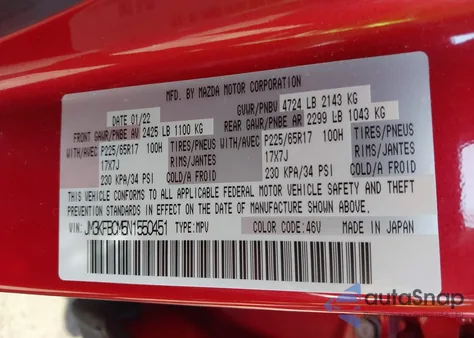 MFD. BY MAZDA MOTOR CORPORATION
DATE 01/22 GVWR/PNBV 4724 LB 2143 KG
FRONT GAWR/PNBE AV 2425 LB 1100 KG REAR GAWR/PNBE AR 2299 LB 1043 KG
WITH/AVEC P225/65R17 100H TIRES/PNEUS WITH/AVEC P225/65R17 100H TIRES/PNEUS
17X7J RIMS/JANTES 17X7J RIMS/JANTES
230 KPA/34 PSI COLD/A FROID 230 KPA/34 PSI COLD/A FROID
THIS VEHICLE CONFORMS TO ALL APPLICABLE FEDERAL MOTOR VEHICLE SAFETY AND THEFT
PREVENTION STANDARDS IN EFFECT ON THE DATE OF MANUFACTURE SHOWN ABOVE.
VIN: JM3KFBCM5N1550451 TYPE:MPV COLOR CODE:46V MADE IN JAPAN
autoSnap